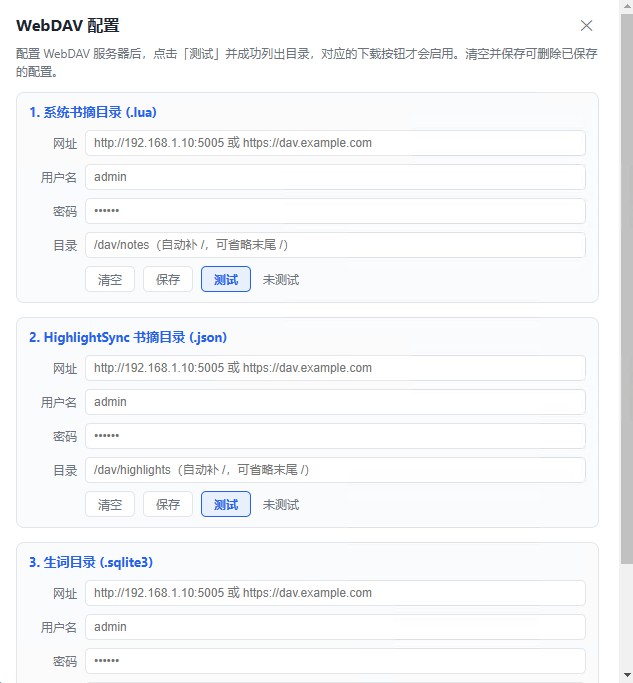 WebDAV 配置
配置 WebDAV 服务器后，点击「测试」并成功列出目录，对应的下载按钮才会启用。清空并保存可删除已保存
的配置。
1. 系统书摘目录 (.lua)
网址 http://192.168.1.10:5005 或 https://dav.example.com
用户名 admin
密码 ••••••
目录 /dav/notes（自动补 /，可省略末尾 /）
清空 保存 测试 未测试
2. HighlightSync 书摘目录 (.json)
网址 http://192.168.1.10:5005 或 https://dav.example.com
用户名 admin
密码 ••••••
目录 /dav/highlights（自动补 /，可省略末尾 /）
清空 保存 测试 未测试
3. 生词目录 (.sqlite3)
网址 http://192.168.1.10:5005 或 https://dav.example.com
用户名 admin
密码 ••••••